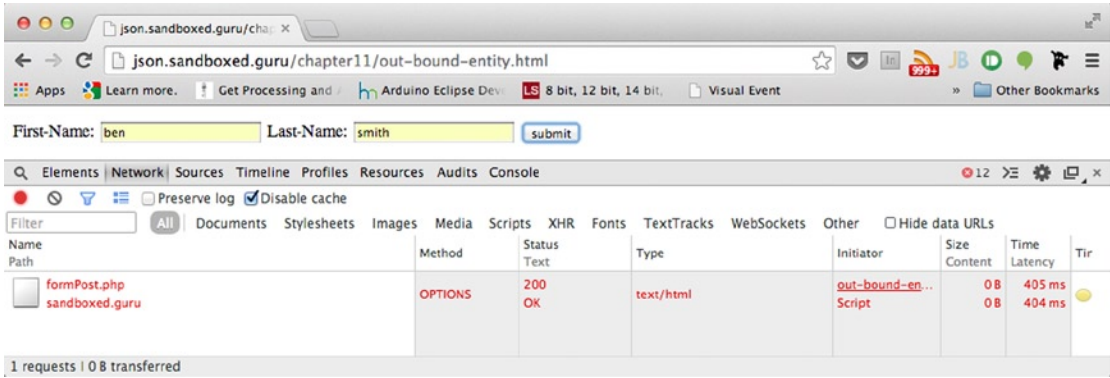 json.sandboxed.guru/chap
json.sandboxed.guru/chapter11/out-bound-entity.html
999+
JB
Apps Learn more. Get Processing and Arduino Eclipse Dev LS 8 bit, 12 bit, 14 bit, Visual Event » Other Bookmarks
First-Name: ben Last-Name: smith submit
Elements Network Sources Timeline Profiles Resources Audits Console 12
Preserve log Disable cache
Filter All Documents Stylesheets Images Media Scripts XHR Fonts TextTracks WebSockets Other Hide data URLs
Name Method Status Type Initiator Size Time Tir
Path Text Content Latency
formPost.php OPTIONS 200 text/html out-bound-en... 0 B 405 ms
sandboxed.guru OK Script 0 B 404 ms
1 requests | 0 B transferred